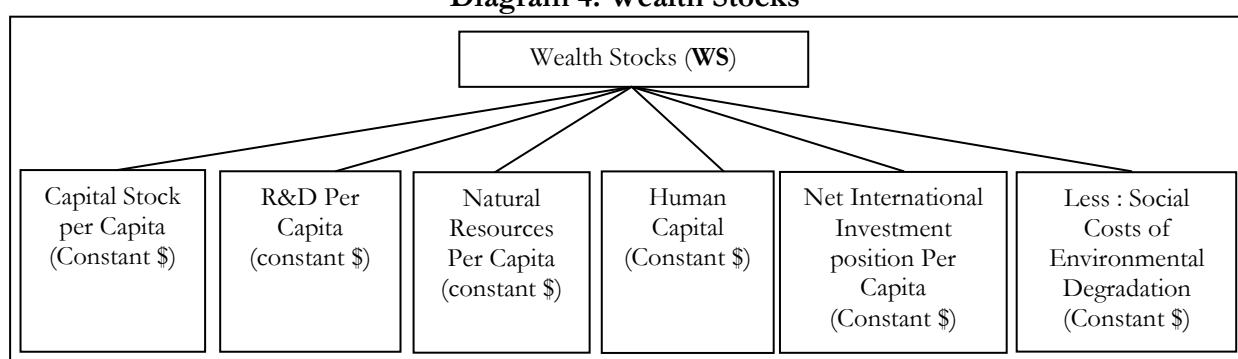 Diagram 4: Wealth Stocks
Wealth Stocks (WS)
Capital Stock
per Capita
(Constant $)
R&D Per
Capita
(constant $)
Natural
Resources
Per Capita
(constant $)
Human
Capital
(Constant $)
Net International
Investment
position Per
Capita
(Constant $)
Less : Social
Costs of
Environmental
Degradation
(Constant $)